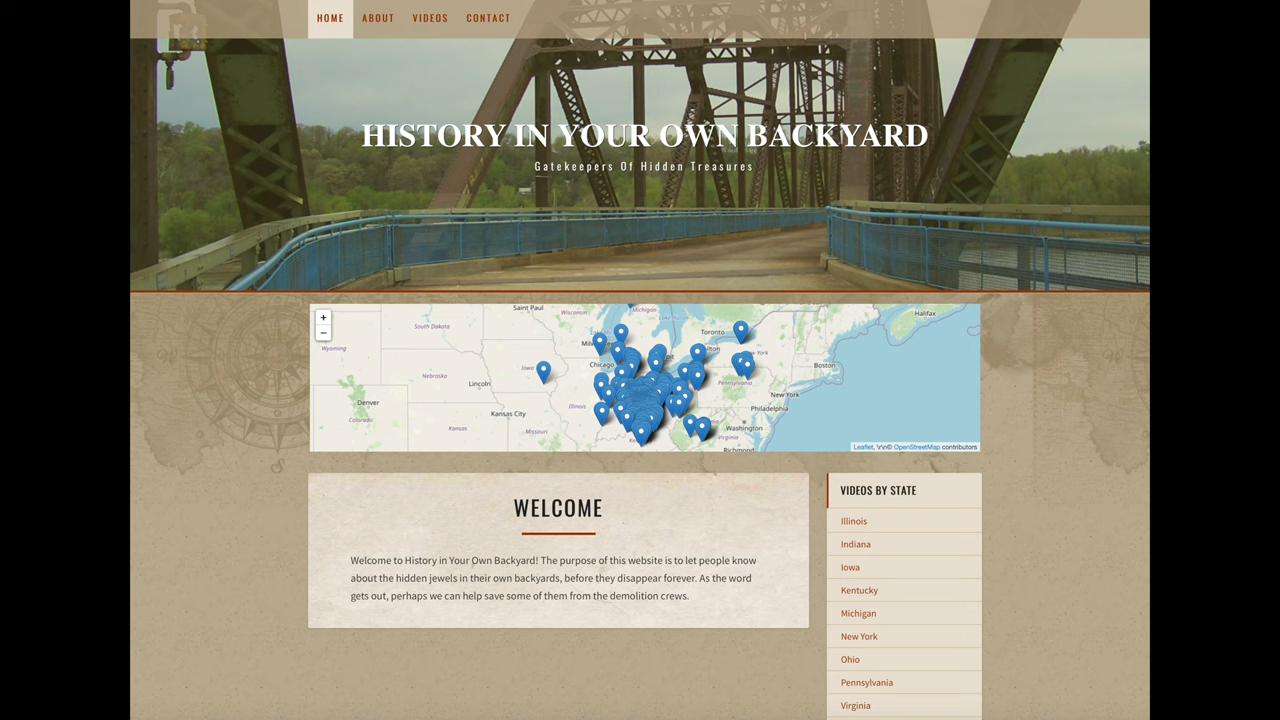 HOME ABOUT VIDEOS CONTACT
HISTORY IN YOUR OWN BACKYARD
Gatekeepers Of Hidden Treasures
+
−
Saint Paul
Wisconsin
Michigan
Lake Huron
Halifax
South Dakota
Toronto
Wyoming
Iowa
Chicago
Boston
Nebraska
Lincoln
Pennsylvania
New York
Denver
Illinois
Philadelphia
Kansas City
Colorado
Kansas
Missouri
Washington
Virginia
Richmond
Leaflet, \r\n© OpenStreetMap contributors
WELCOME
Welcome to History in Your Own Backyard! The purpose of this website is to let people know
about the hidden jewels in their own backyards, before they disappear forever. As the word
gets out, perhaps we can help save some of them from the demolition crews.
VIDEOS BY STATE
Illinois
Indiana
Iowa
Kentucky
Michigan
New York
Ohio
Pennsylvania
Virginia